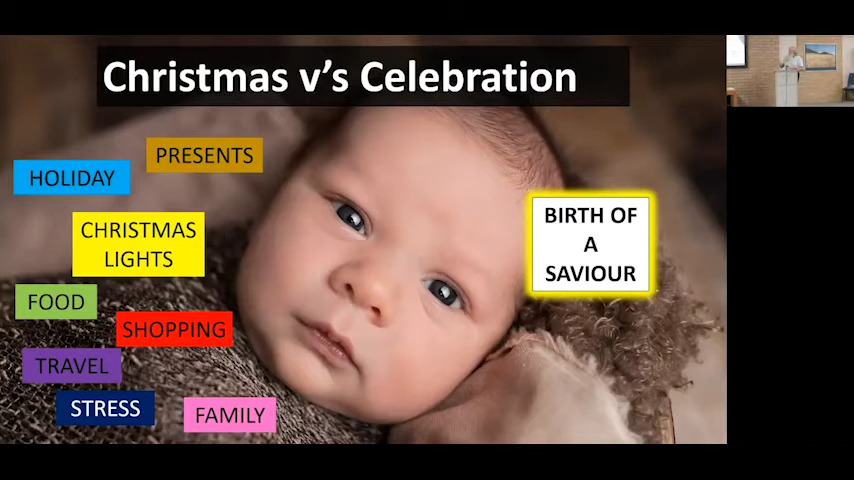 Christmas v's Celebration
PRESENTS
HOLIDAY
CHRISTMAS
LIGHTS
FOOD
SHOPPING
TRAVEL
STRESS
FAMILY
BIRTH OF
A
SAVIOUR